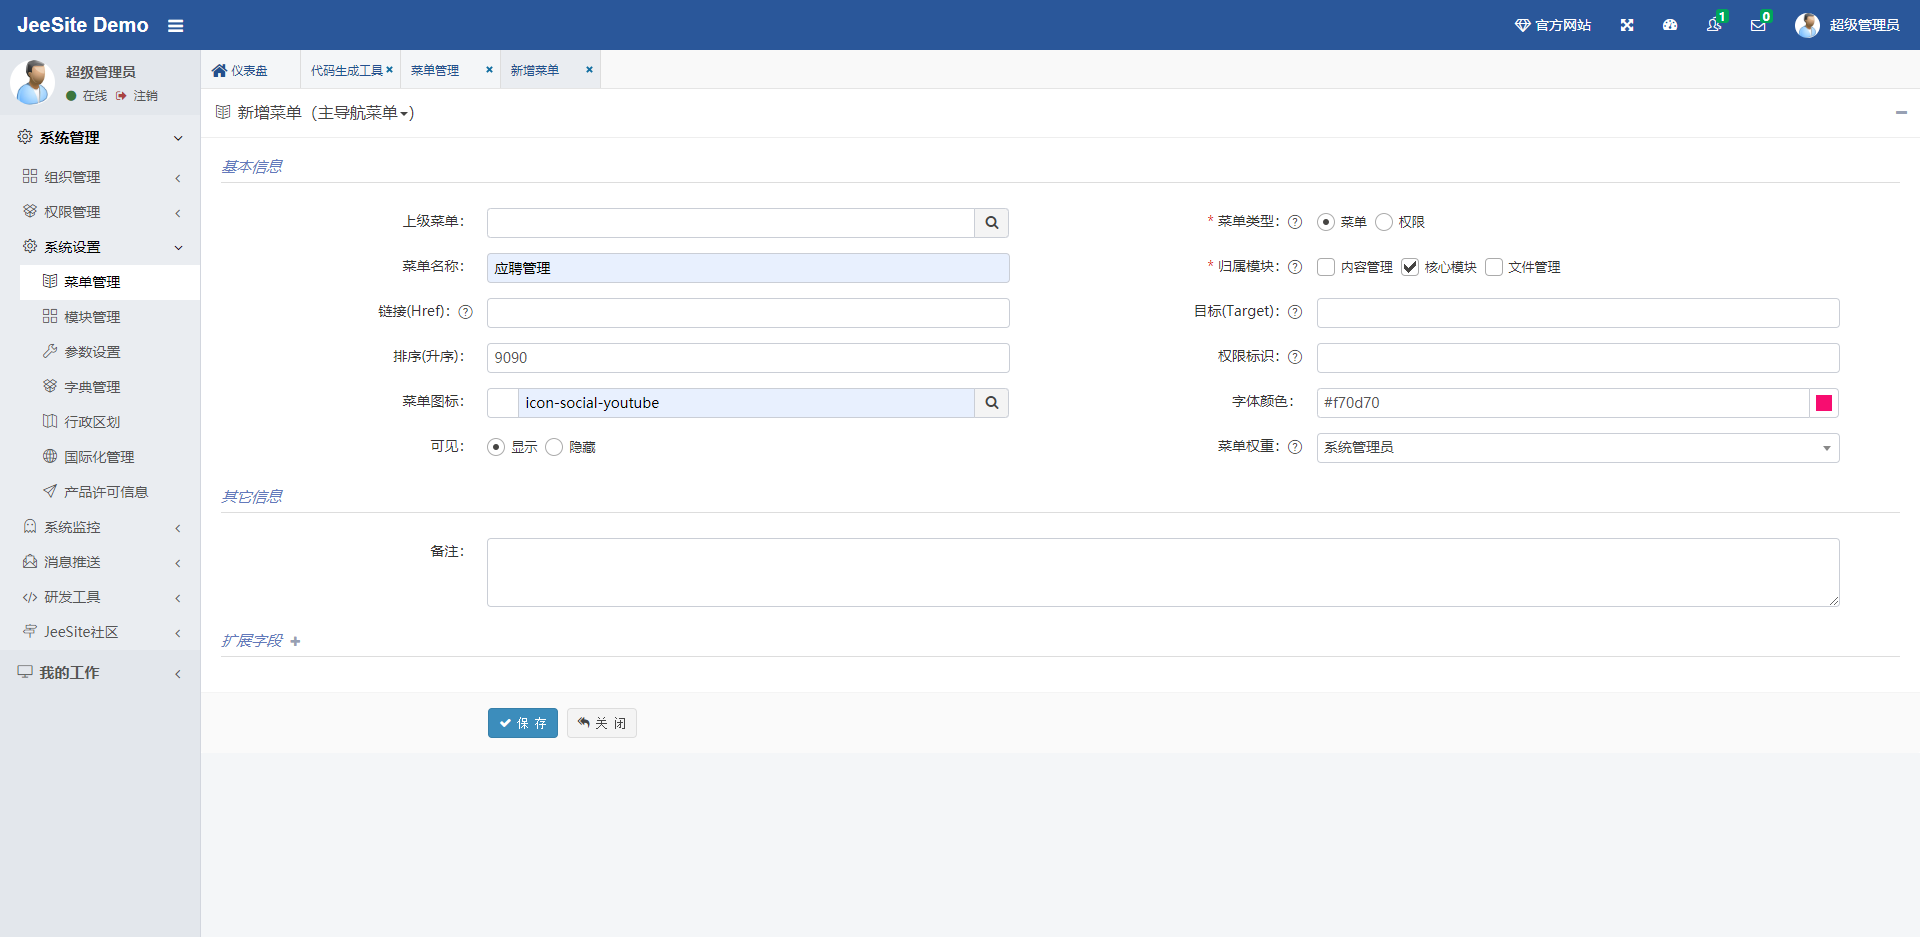 JeeSite Demo
官方网站
1
0
超级管理员
超级管理员
在线 注销
仪表盘
代码生成工具
菜单管理
新增菜单
系统管理
组织管理
权限管理
系统设置
菜单管理
模块管理
参数设置
字典管理
行政区划
国际化管理
产品许可信息
系统监控
消息推送
研发工具
JeeSite社区
我的工作
新增菜单（主导航菜单）
基本信息
上级菜单：
* 菜单类型： 菜单 权限
菜单名称： 应聘管理
* 归属模块： 内容管理 核心模块 文件管理
链接(Href)：
目标(Target)：
排序(升序)： 9090
权限标识：
菜单图标： icon-social-youtube
字体颜色： #f70d70
可见： 显示 隐藏
菜单权重： 系统管理员
其它信息
备注：
扩展字段
保 存
关 闭